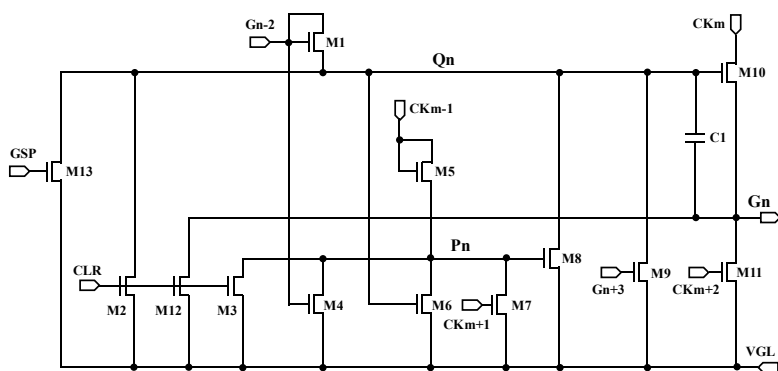 CKm
Gn-2
M1
Qn
M10
CKm-1
C1
GSP
M13
M5
Gn
Pn
M8
CLR
M9
M11
Gn+3
CKm+2
M2
M12
M3
M4
M6
M7
CKm+1
VGL